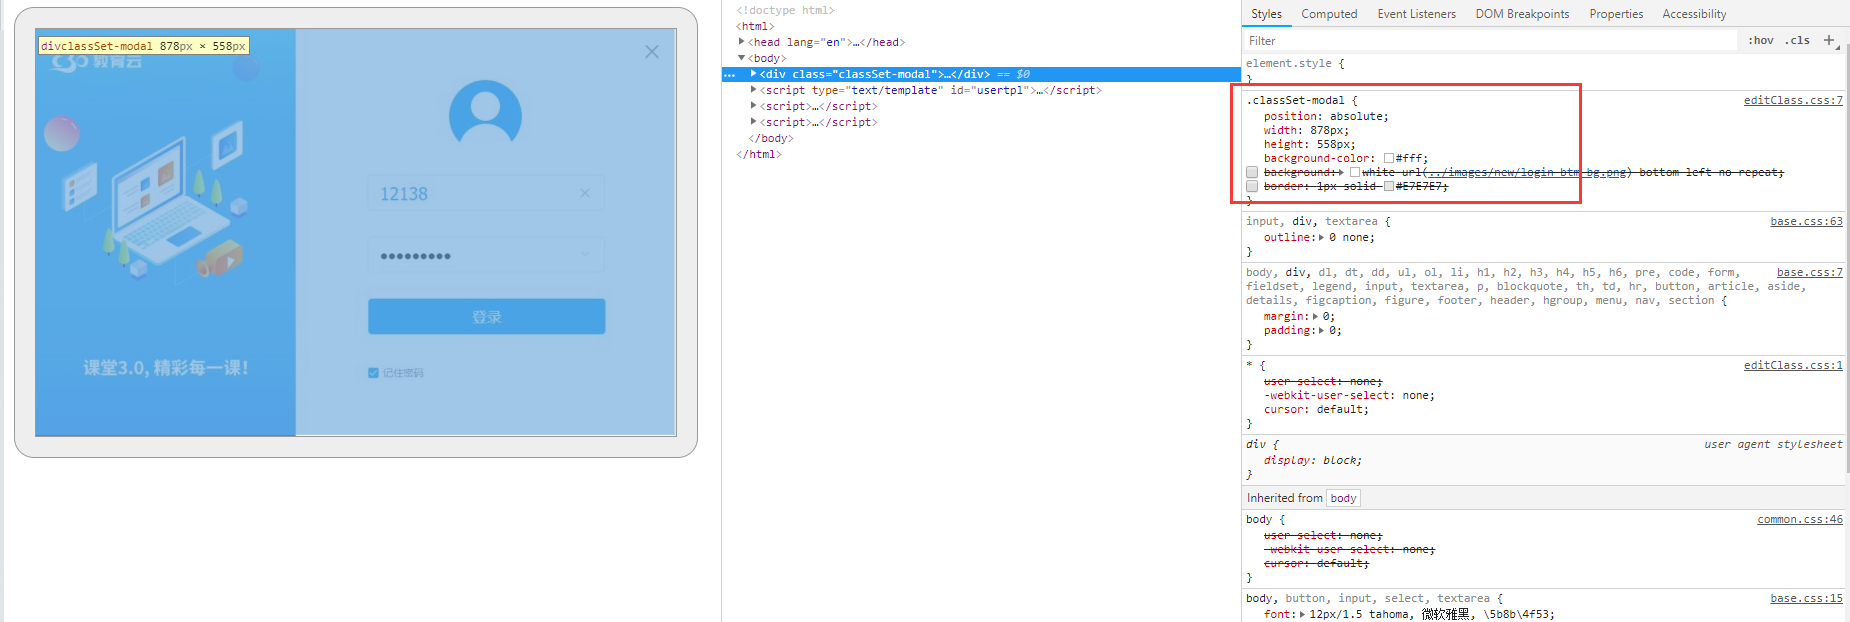 divclassSet-modal 878px × 558px
教育云
12138
登录
记住密码
课堂3.0, 精彩每一课!
<!doctype html>
<html>
<head lang="en">…</head>
<body>
<div class="classSet-modal">…</div> == $0
<script type="text/template" id="usertpl">…</script>
<script>…</script>
<script>…</script>
</body>
</html>
Styles Computed Event Listeners DOM Breakpoints Properties Accessibility
Filter :hov .cls +
element.style {
}
.classSet-modal { editClass.css:7
position: absolute;
width: 878px;
height: 558px;
background-color: #fff;
background: white url(../images/new/login_btm_bg.png) bottom left no-repeat;
border: 1px solid #E7E7E7;
}
input, div, textarea { base.css:63
outline: 0 none;
}
body, div, dl, dt, dd, ul, ol, li, h1, h2, h3, h4, h5, h6, pre, code, form, base.css:7
fieldset, legend, input, textarea, p, blockquote, th, td, hr, button, article, aside,
details, figcaption, figure, footer, header, hgroup, menu, nav, section {
margin: 0;
padding: 0;
}
* { editClass.css:1
user-select: none;
-webkit-user-select: none;
cursor: default;
}
div { user agent stylesheet
display: block;
}
Inherited from body
body { common.css:46
user-select: none;
-webkit-user-select: none;
cursor: default;
}
body, button, input, select, textarea { base.css:15
font: 12px/1.5 tahoma, 微软雅黑, \5b8b\4f53;